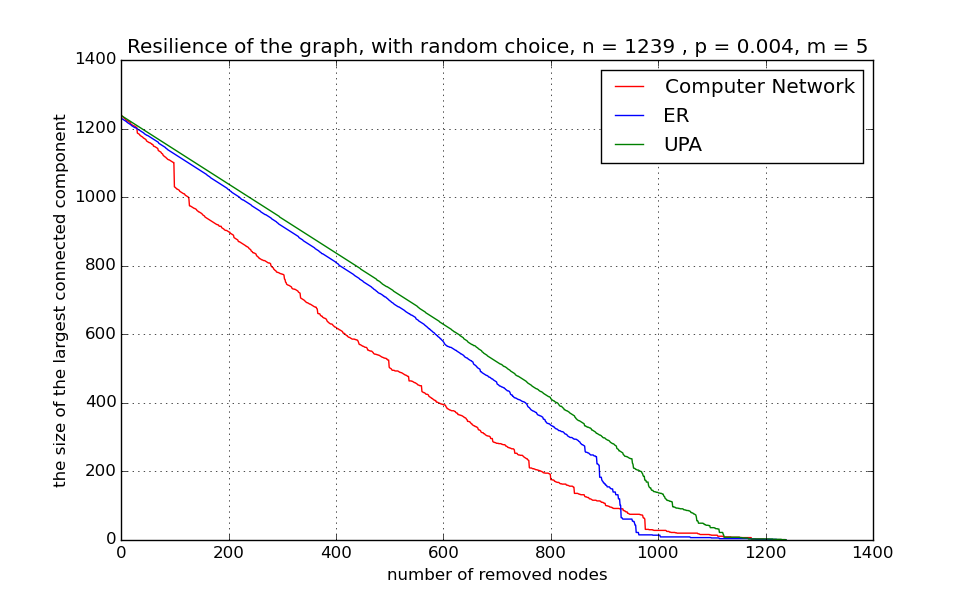 Resilience of the graph, with random choice, n = 1239 , p = 0.004, m = 5
1400
1200
1000
800
600
400
200
0
the size of the largest connected component
Computer Network
ER
UPA
0 200 400 600 800 1000 1200 1400
number of removed nodes